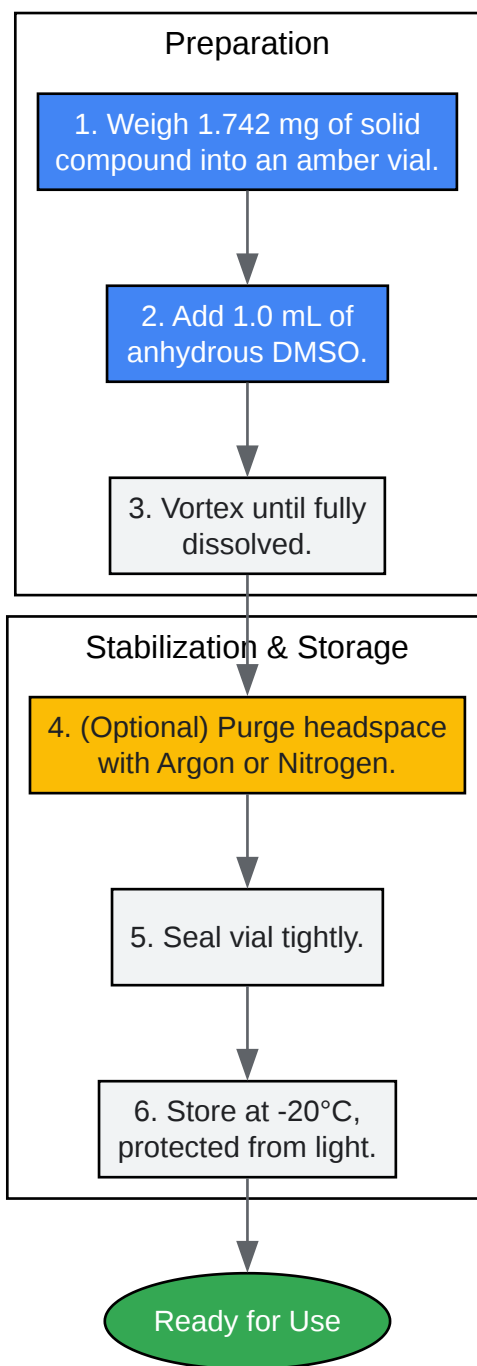 Preparation
1. Weigh 1.742 mg of solid
compound into an amber vial.
2. Add 1.0 mL of
anhydrous DMSO.
3. Vortex until fully
dissolved.
Stabilization & Storage
4. (Optional) Purge headspace
with Argon or Nitrogen.
5. Seal vial tightly.
6. Store at -20°C,
protected from light.
Ready for Use